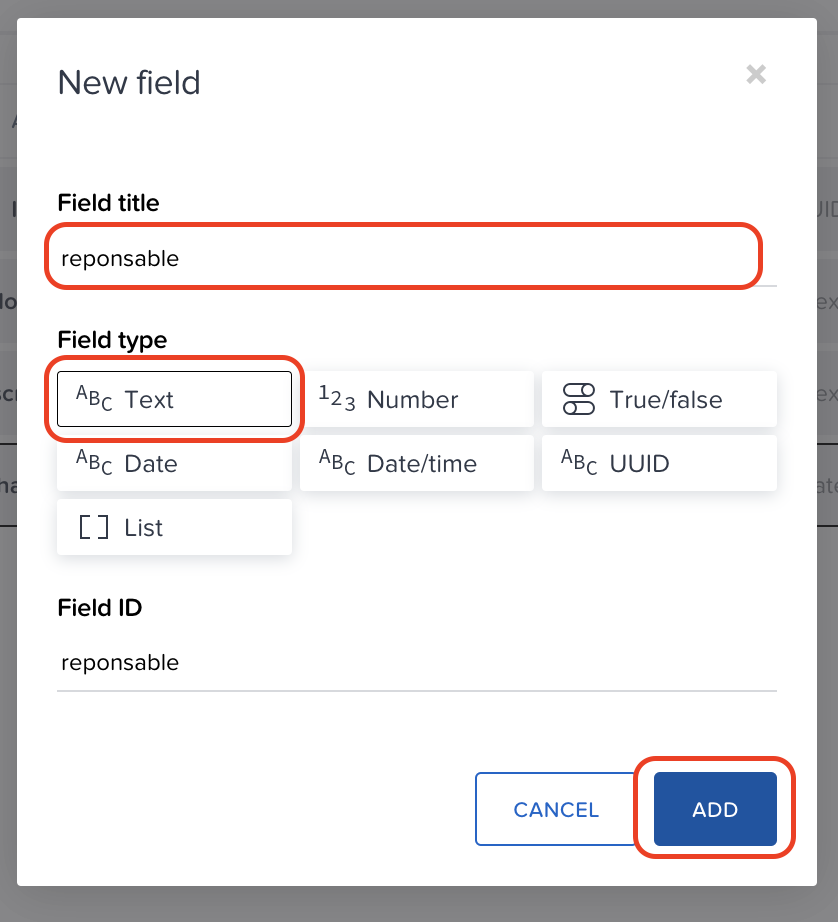 New field
×
Field title
reponsable
Field type
ABC Text
123 Number
True/false
ABC Date
ABC Date/time
ABC UUID
[ ] List
Field ID
reponsable
CANCEL
ADD